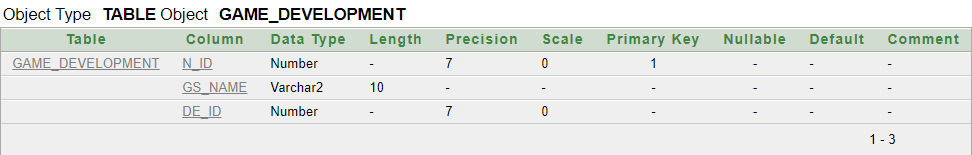 Object Type TABLE Object GAME_DEVELOPMENT
Table Column Data Type Length Precision Scale Primary Key Nullable Default Comment
GAME_DEVELOPMENT N_ID Number - 7 0 1 - - -
GS_NAME Varchar2 10 - - - - - -
DE_ID Number - 7 0 - - - -
1 - 3